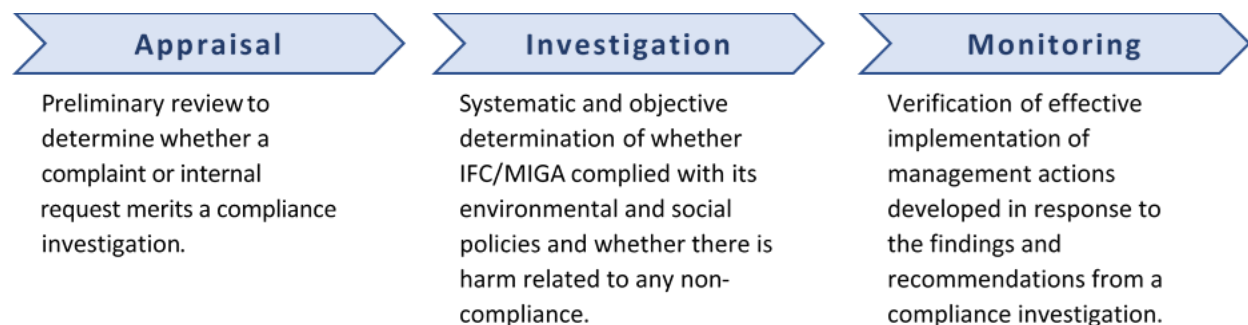 Appraisal
Preliminary review to
determine whether a
complaint or internal
request merits a compliance
investigation.
Investigation
Systematic and objective
determination of whether
IFC/MIGA complied with its
environmental and social
policies and whether there is
harm related to any non-
compliance.
Monitoring
Verification of effective
implementation of
management actions
developed in response to
the findings and
recommendations from a
compliance investigation.